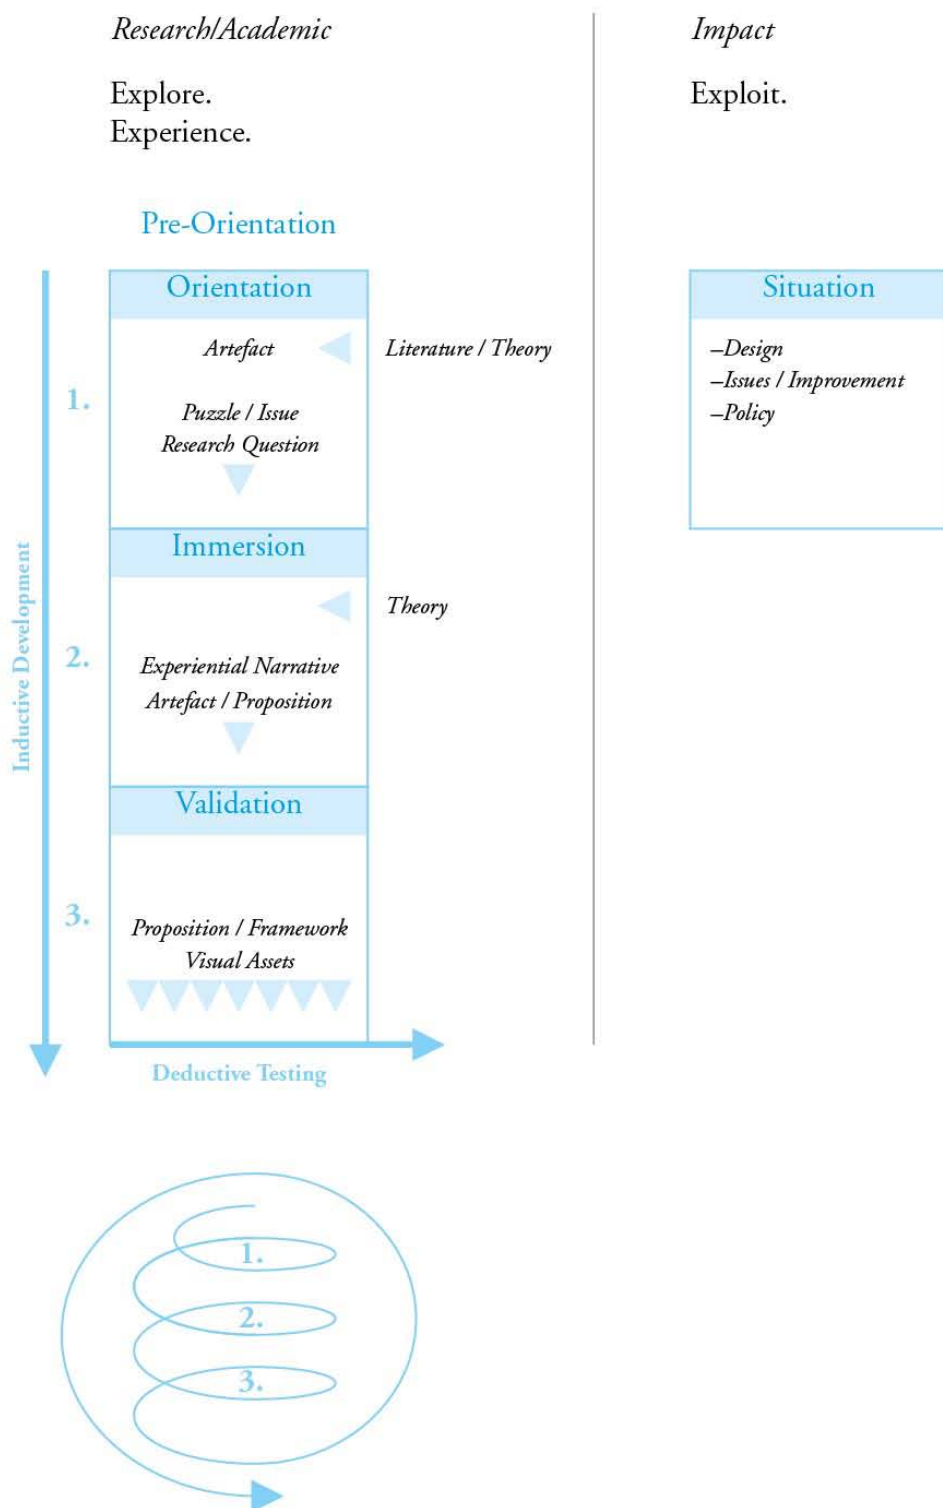 Research/Academic
Explore.
Experience.
Pre-Orientation
Orientation
Artefact
Literature / Theory
1.
Puzzle / Issue
Research Question
Immersion
Theory
2.
Experiential Narrative
Artefact / Proposition
Inductive Development
Validation
3.
Proposition / Framework
Visual Assets
Deductive Testing
1.
2.
3.
Impact
Exploit.
Situation
–Design
–Issues / Improvement
–Policy